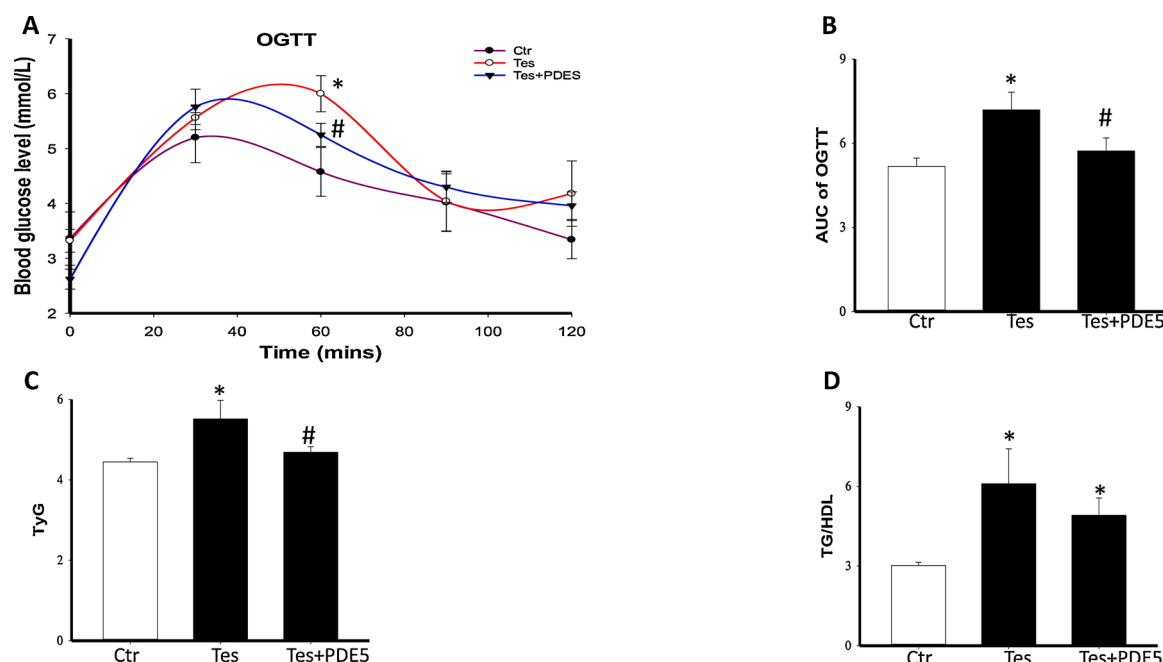 A
OGTT
Ctr
Tes
Tes+PDES
Blood glucose level (mmol/L)
7
6
5
4
3
2
*
#
0
20
40
60
80
100
120
Time (mins)
B
AUC of OGTT
9
6
3
0
*
#
Ctr
Tes
Tes+PDE5
C
TyG
6
4
2
0
*
#
Ctr
Tes
Tes+PDE5
D
TG/HDL
9
6
3
0
*
*
Ctr
Tes
Tes+PDE5